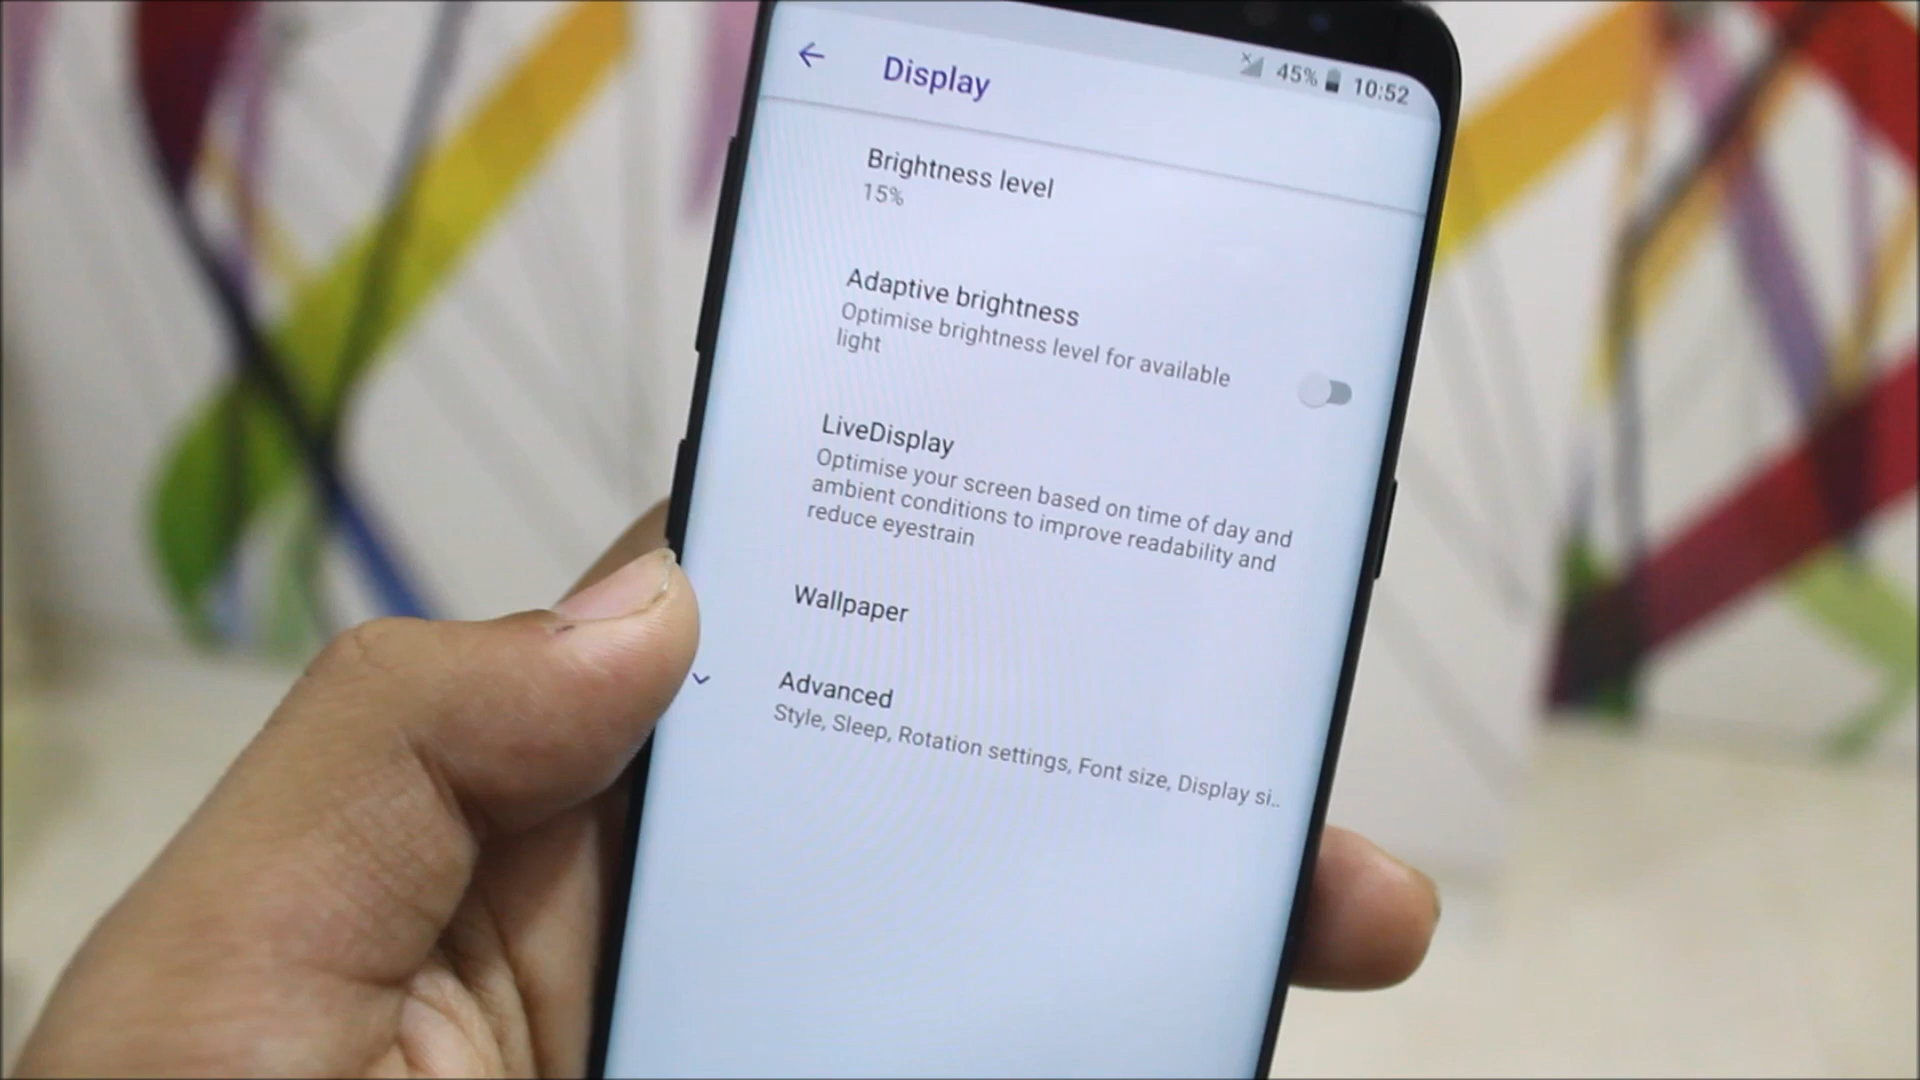 45% 10:52
Display
Brightness level
15%
Adaptive brightness
Optimise brightness level for available
light
LiveDisplay
Optimise your screen based on time of day and
ambient conditions to improve readability and
reduce eyestrain
Wallpaper
Advanced
Style, Sleep, Rotation settings, Font size, Display si..